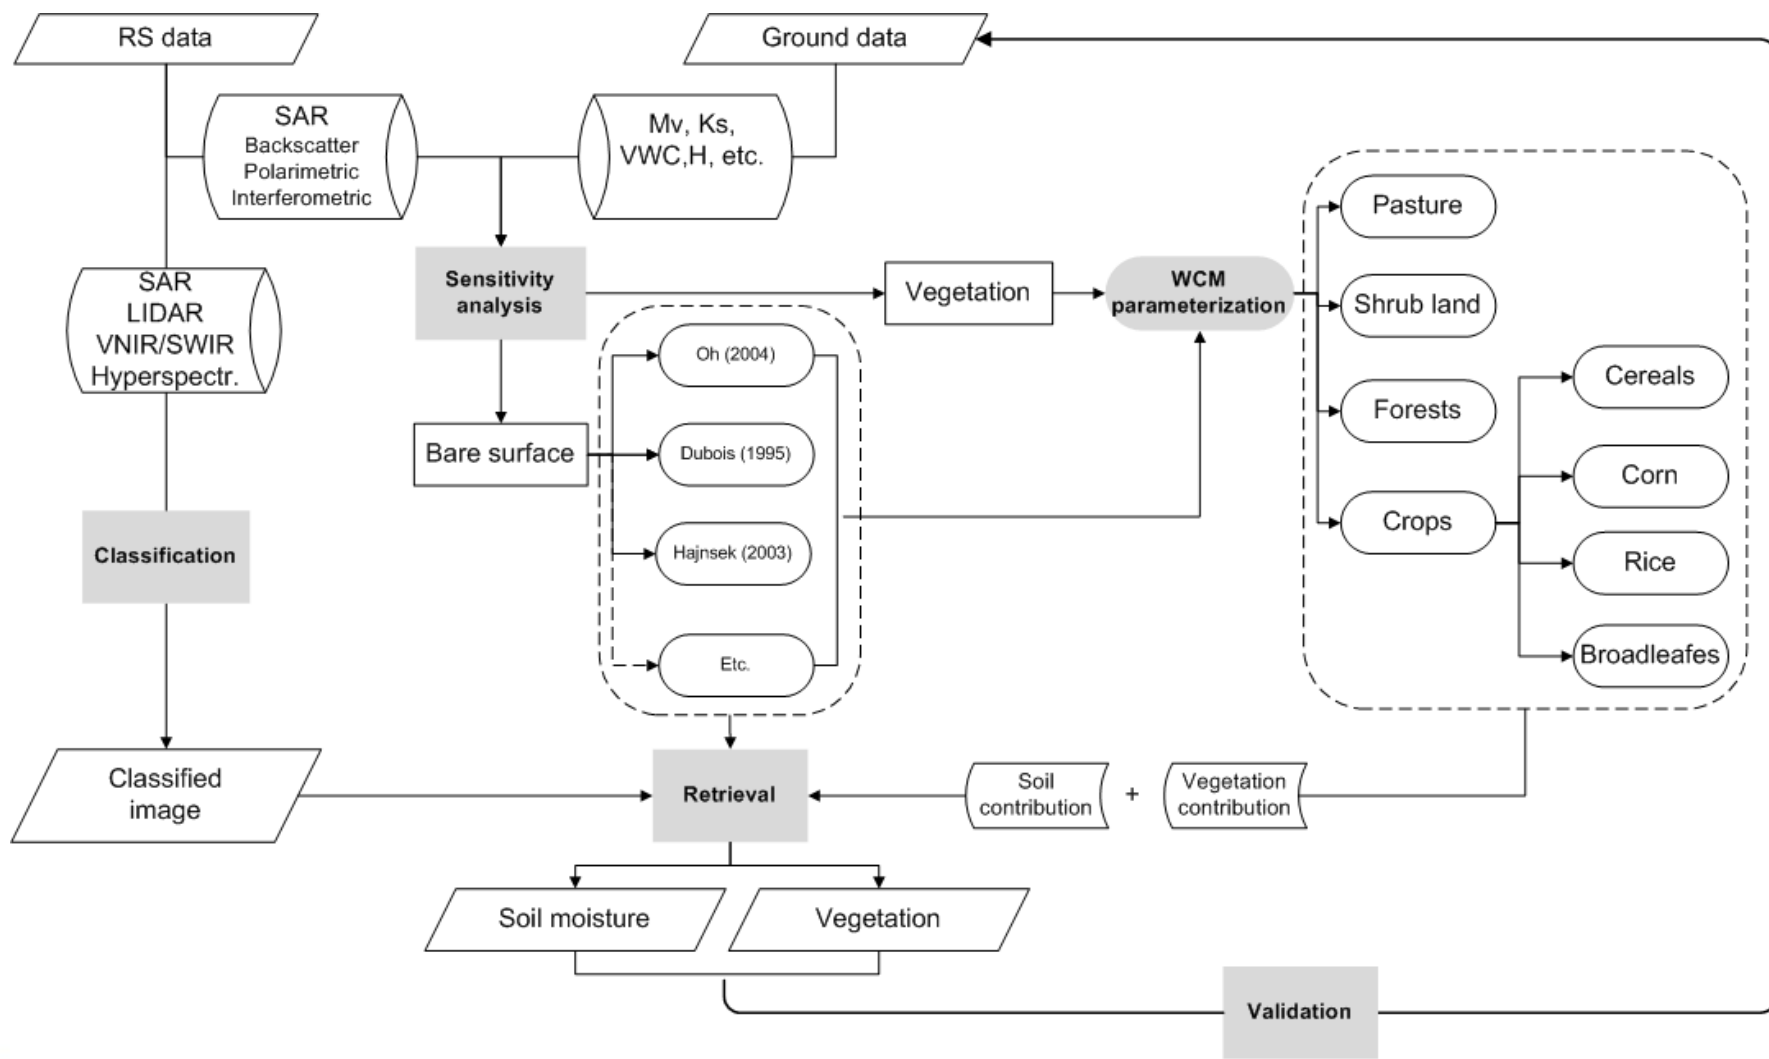 RS data
Ground data
SAR
Backscatter
Polarimetric
Interferometric
Mv, Ks,
VWC,H, etc.
SAR
LIDAR
VNIR/SWIR
Hyperspectr.
Sensitivity
analysis
Vegetation
WCM
parameterization
Pasture
Shrub land
Forests
Crops
Cereals
Corn
Rice
Broadleafes
Bare surface
Oh (2004)
Dubois (1995)
Hajnsek (2003)
Etc.
Classification
Classified
image
Retrieval
Soil
contribution
+
Vegetation
contribution
Soil moisture
Vegetation
Validation